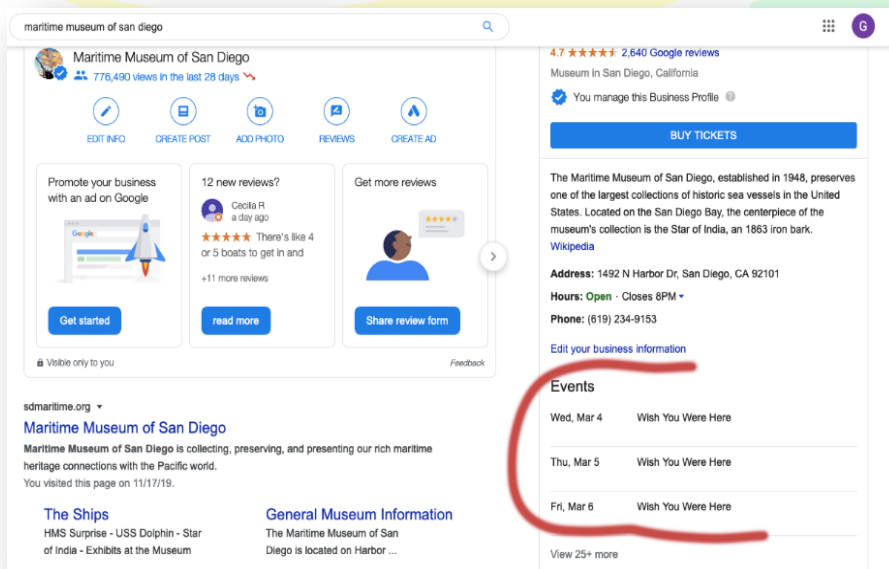 maritime museum of san diego
G
Maritime Museum of San Diego
776,490 views in the last 28 days
EDIT INFO
CREATE POST
ADD PHOTO
REVIEWS
CREATE AD
Promote your business
with an ad on Google
Google
Get started
12 new reviews?
Cecilia R
a day ago
★★★★★ There's like 4
or 5 boats to get in and
+11 more reviews
read more
Get more reviews
Share review form
Visible only to you
Feedback
sdmaritime.org
Maritime Museum of San Diego
Maritime Museum of San Diego is collecting, preserving, and presenting our rich maritime
heritage connections with the Pacific world.
You visited this page on 11/17/19.
The Ships
HMS Surprise - USS Dolphin - Star
of India - Exhibits at the Museum
General Museum Information
The Maritime Museum of San
Diego is located on Harbor ...
4.7 ★★★★★ 2,640 Google reviews
Museum in San Diego, California
You manage this Business Profile
BUY TICKETS
The Maritime Museum of San Diego, established in 1948, preserves
one of the largest collections of historic sea vessels in the United
States. Located on the San Diego Bay, the centerpiece of the
museum's collection is the Star of India, an 1863 iron bark.
Wikipedia
Address: 1492 N Harbor Dr, San Diego, CA 92101
Hours: Open · Closes 8PM
Phone: (619) 234-9153
Edit your business information
Events
Wed, Mar 4 Wish You Were Here
Thu, Mar 5 Wish You Were Here
Fri, Mar 6 Wish You Were Here
View 25+ more